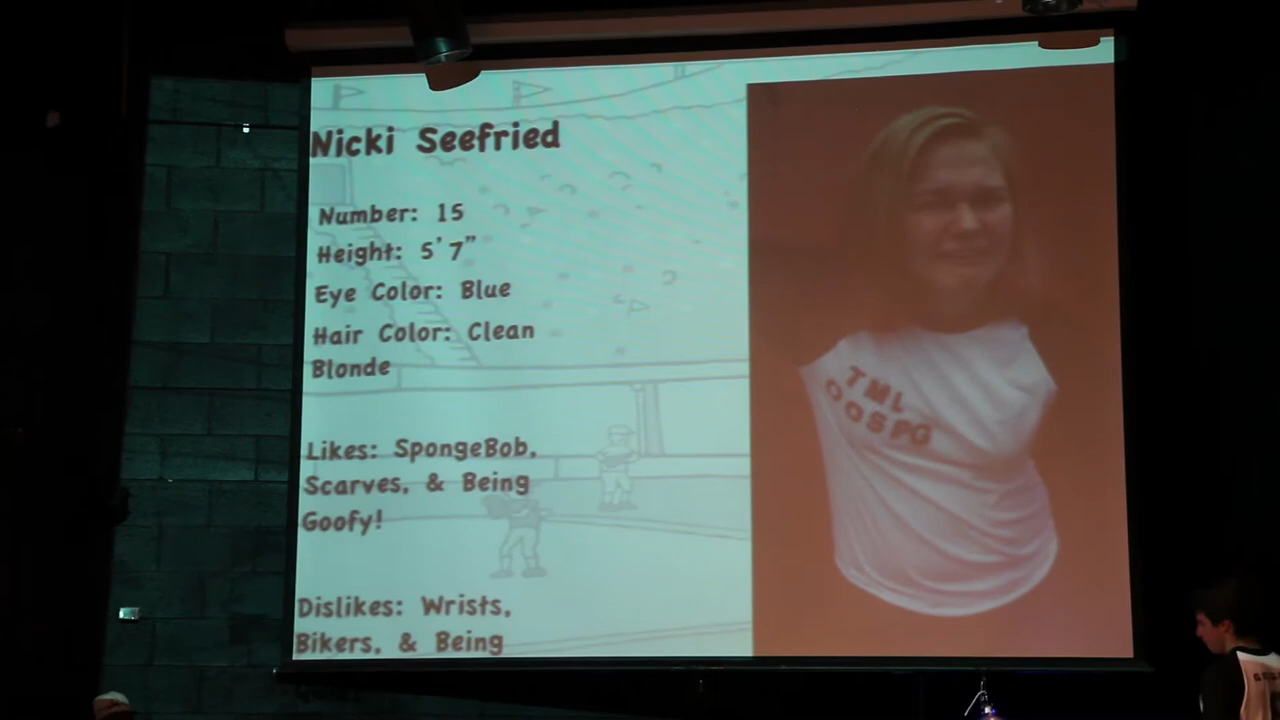 Nicki Seefried
Number: 15
Height: 5' 7"
Eye Color: Blue
Hair Color: Clean
Blonde
Likes: SpongeBob,
Scarves, & Being
Goofy!
Dislikes: Wrists,
Bikers, & Being
TML
OOSPG